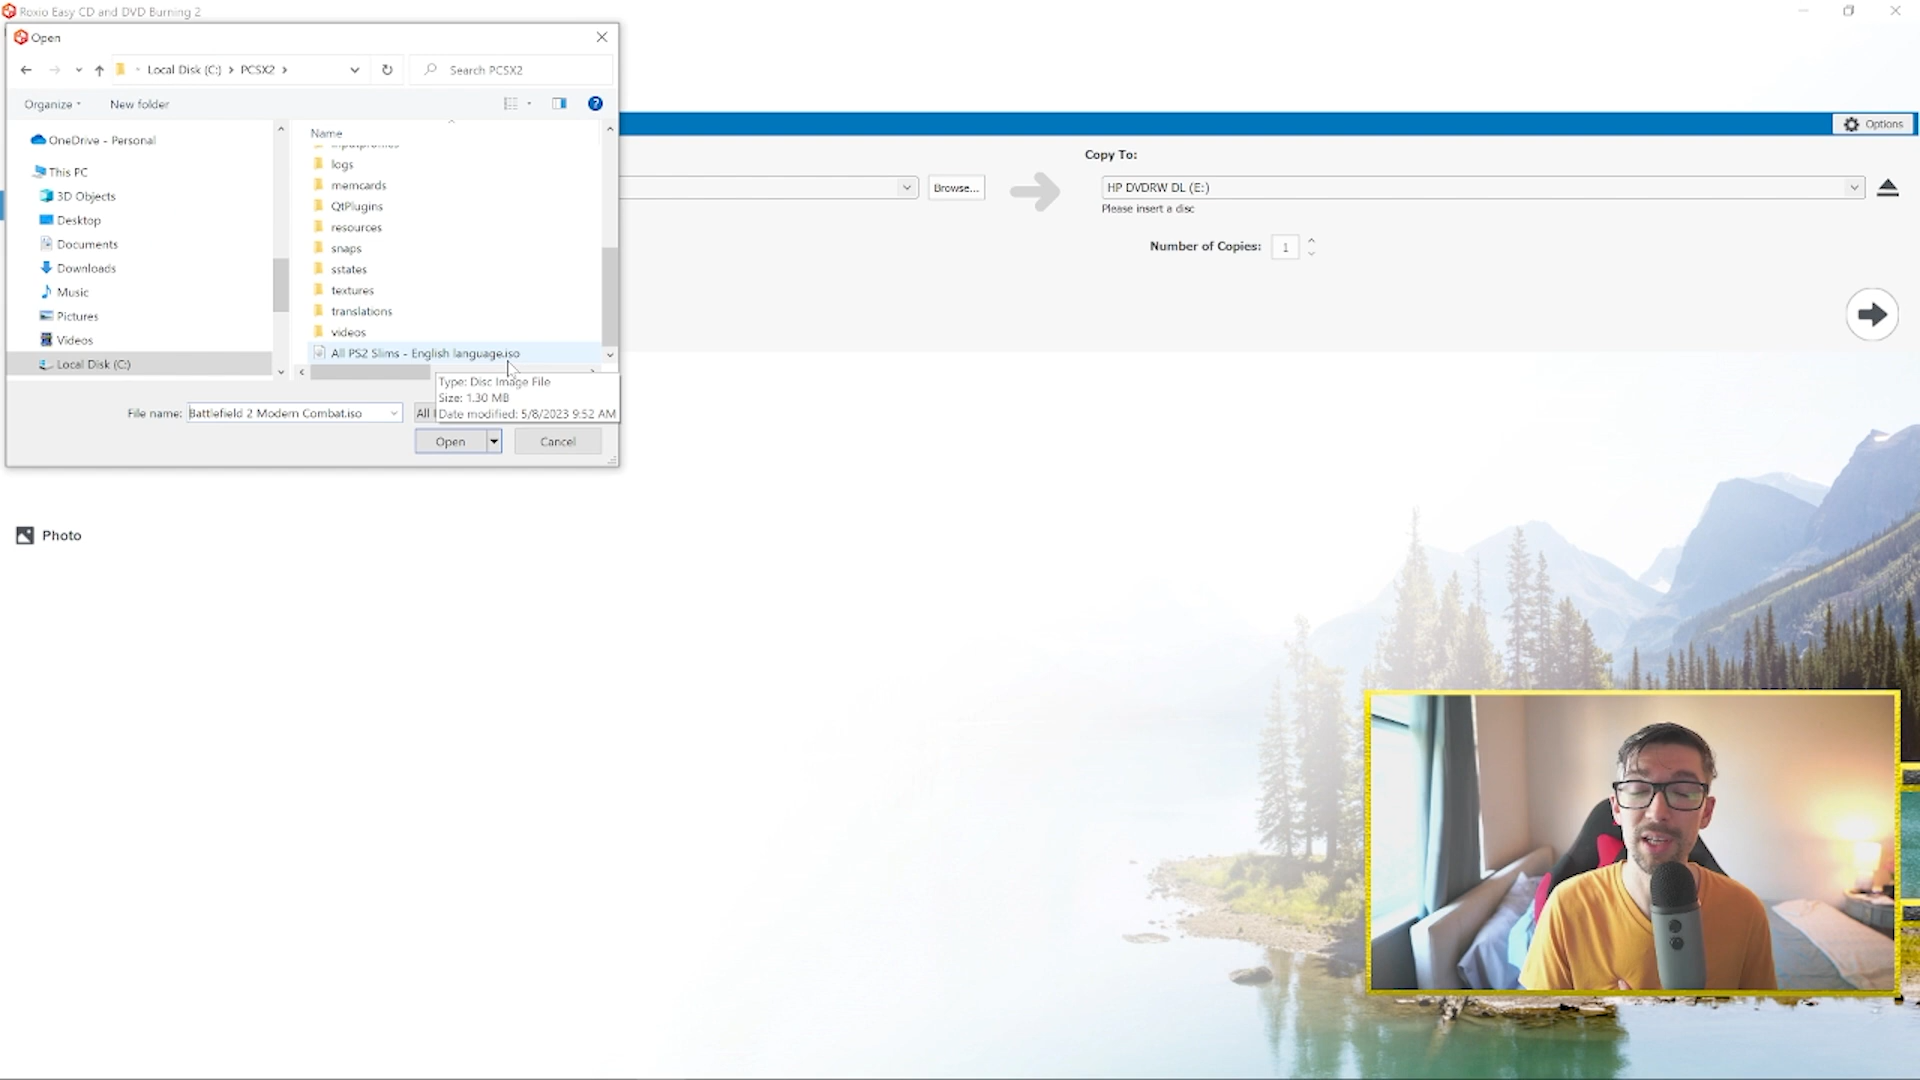 Roxio Easy CD and DVD Burning 2
Open
Local Disk (C:) > PCSX2 >
Search PCSX2
Organize
New folder
OneDrive - Personal
This PC
3D Objects
Desktop
Documents
Downloads
Music
Pictures
Videos
Local Disk (C:)
Name
inputprofiles
logs
memcards
QtPlugins
resources
snaps
sstates
textures
translations
videos
All PS2 Slims - English language.iso
Type: Disc Image File
Size: 1.30 MB
Date modified: 5/8/2023 9:52 AM
File name:
Battlefield 2 Modern Combat.iso
All
Open
Cancel
Browse...
Options
Copy To:
HP DVDRW DL (E:)
Please insert a disc
Number of Copies:
1
Photo